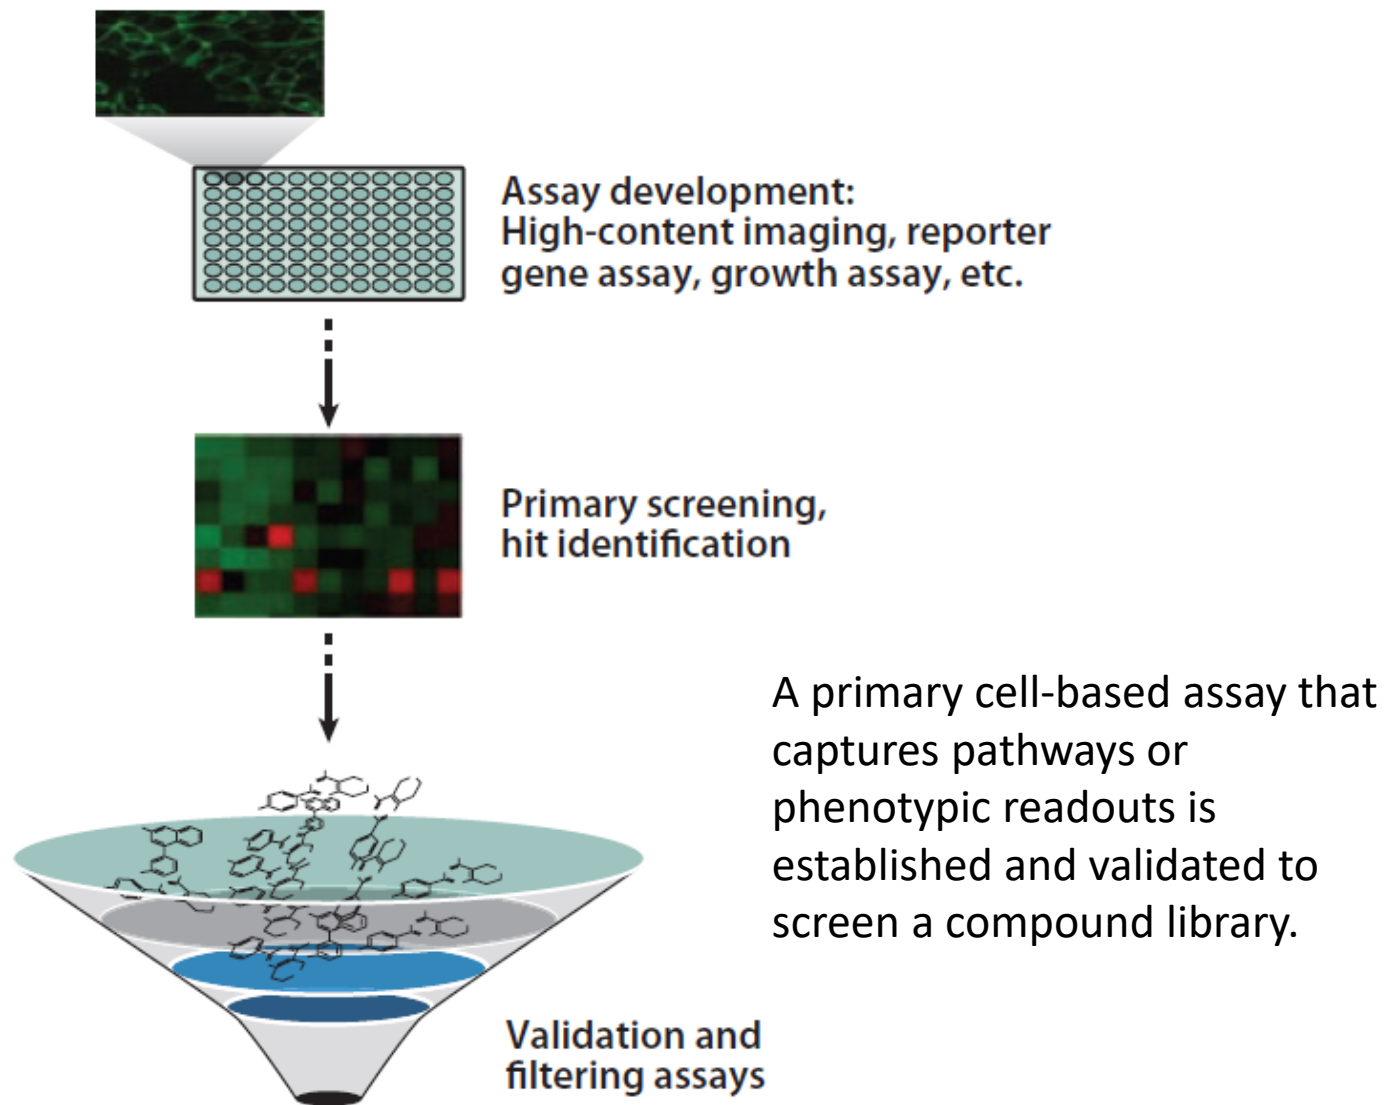 Assay development:
High-content imaging, reporter
gene assay, growth assay, etc.
Primary screening,
hit identification
A primary cell-based assay that
captures pathways or
phenotypic readouts is
established and validated to
screen a compound library.
Validation and
filtering assays